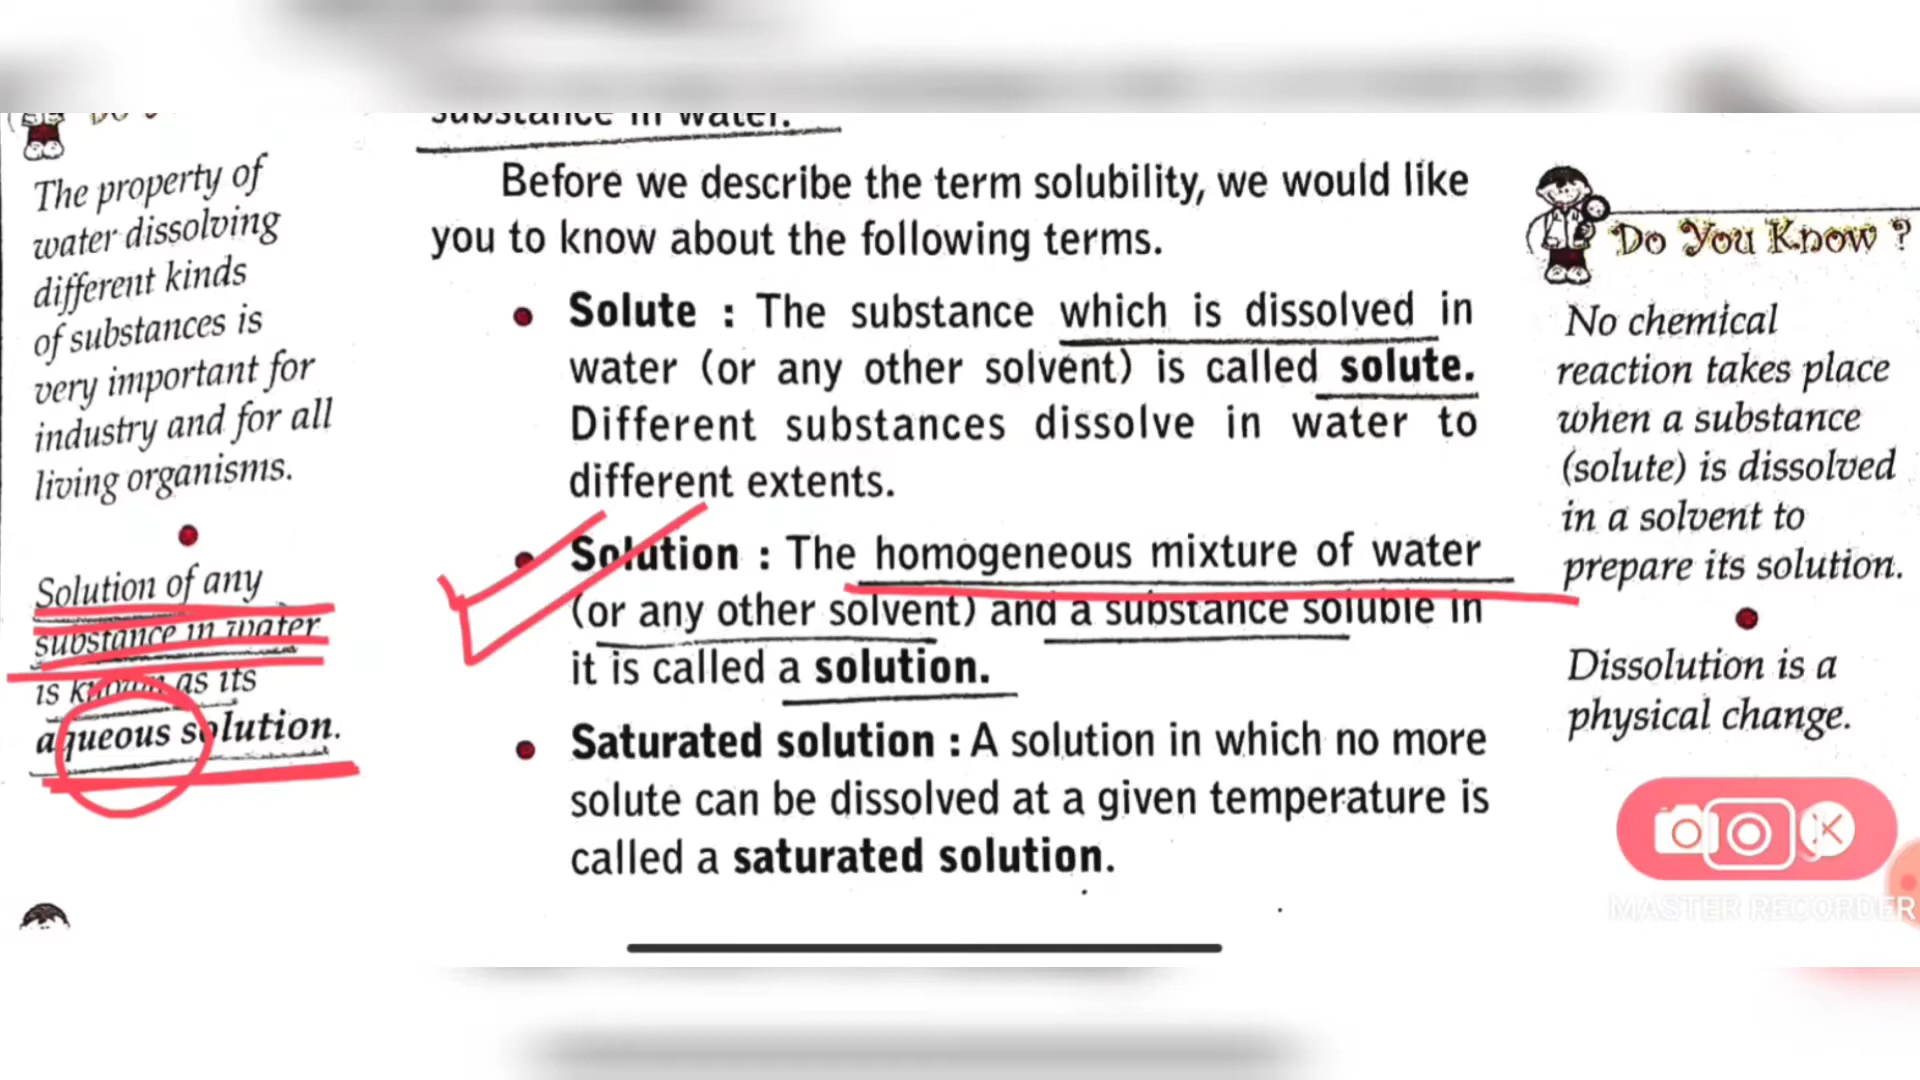 substance in water.
The property of
water dissolving
different kinds
of substances is
very important for
industry and for all
living organisms.
Solution of any
substance in water
is known as its
aqueous solution.
Before we describe the term solubility, we would like
you to know about the following terms.
• Solute : The substance which is dissolved in
water (or any other solvent) is called solute.
Different substances dissolve in water to
different extents.
• Solution : The homogeneous mixture of water
(or any other solvent) and a substance soluble in
it is called a solution.
• Saturated solution : A solution in which no more
solute can be dissolved at a given temperature is
called a saturated solution.
Do You Know ?
No chemical
reaction takes place
when a substance
(solute) is dissolved
in a solvent to
prepare its solution.
Dissolution is a
physical change.
MASTER RECORDER